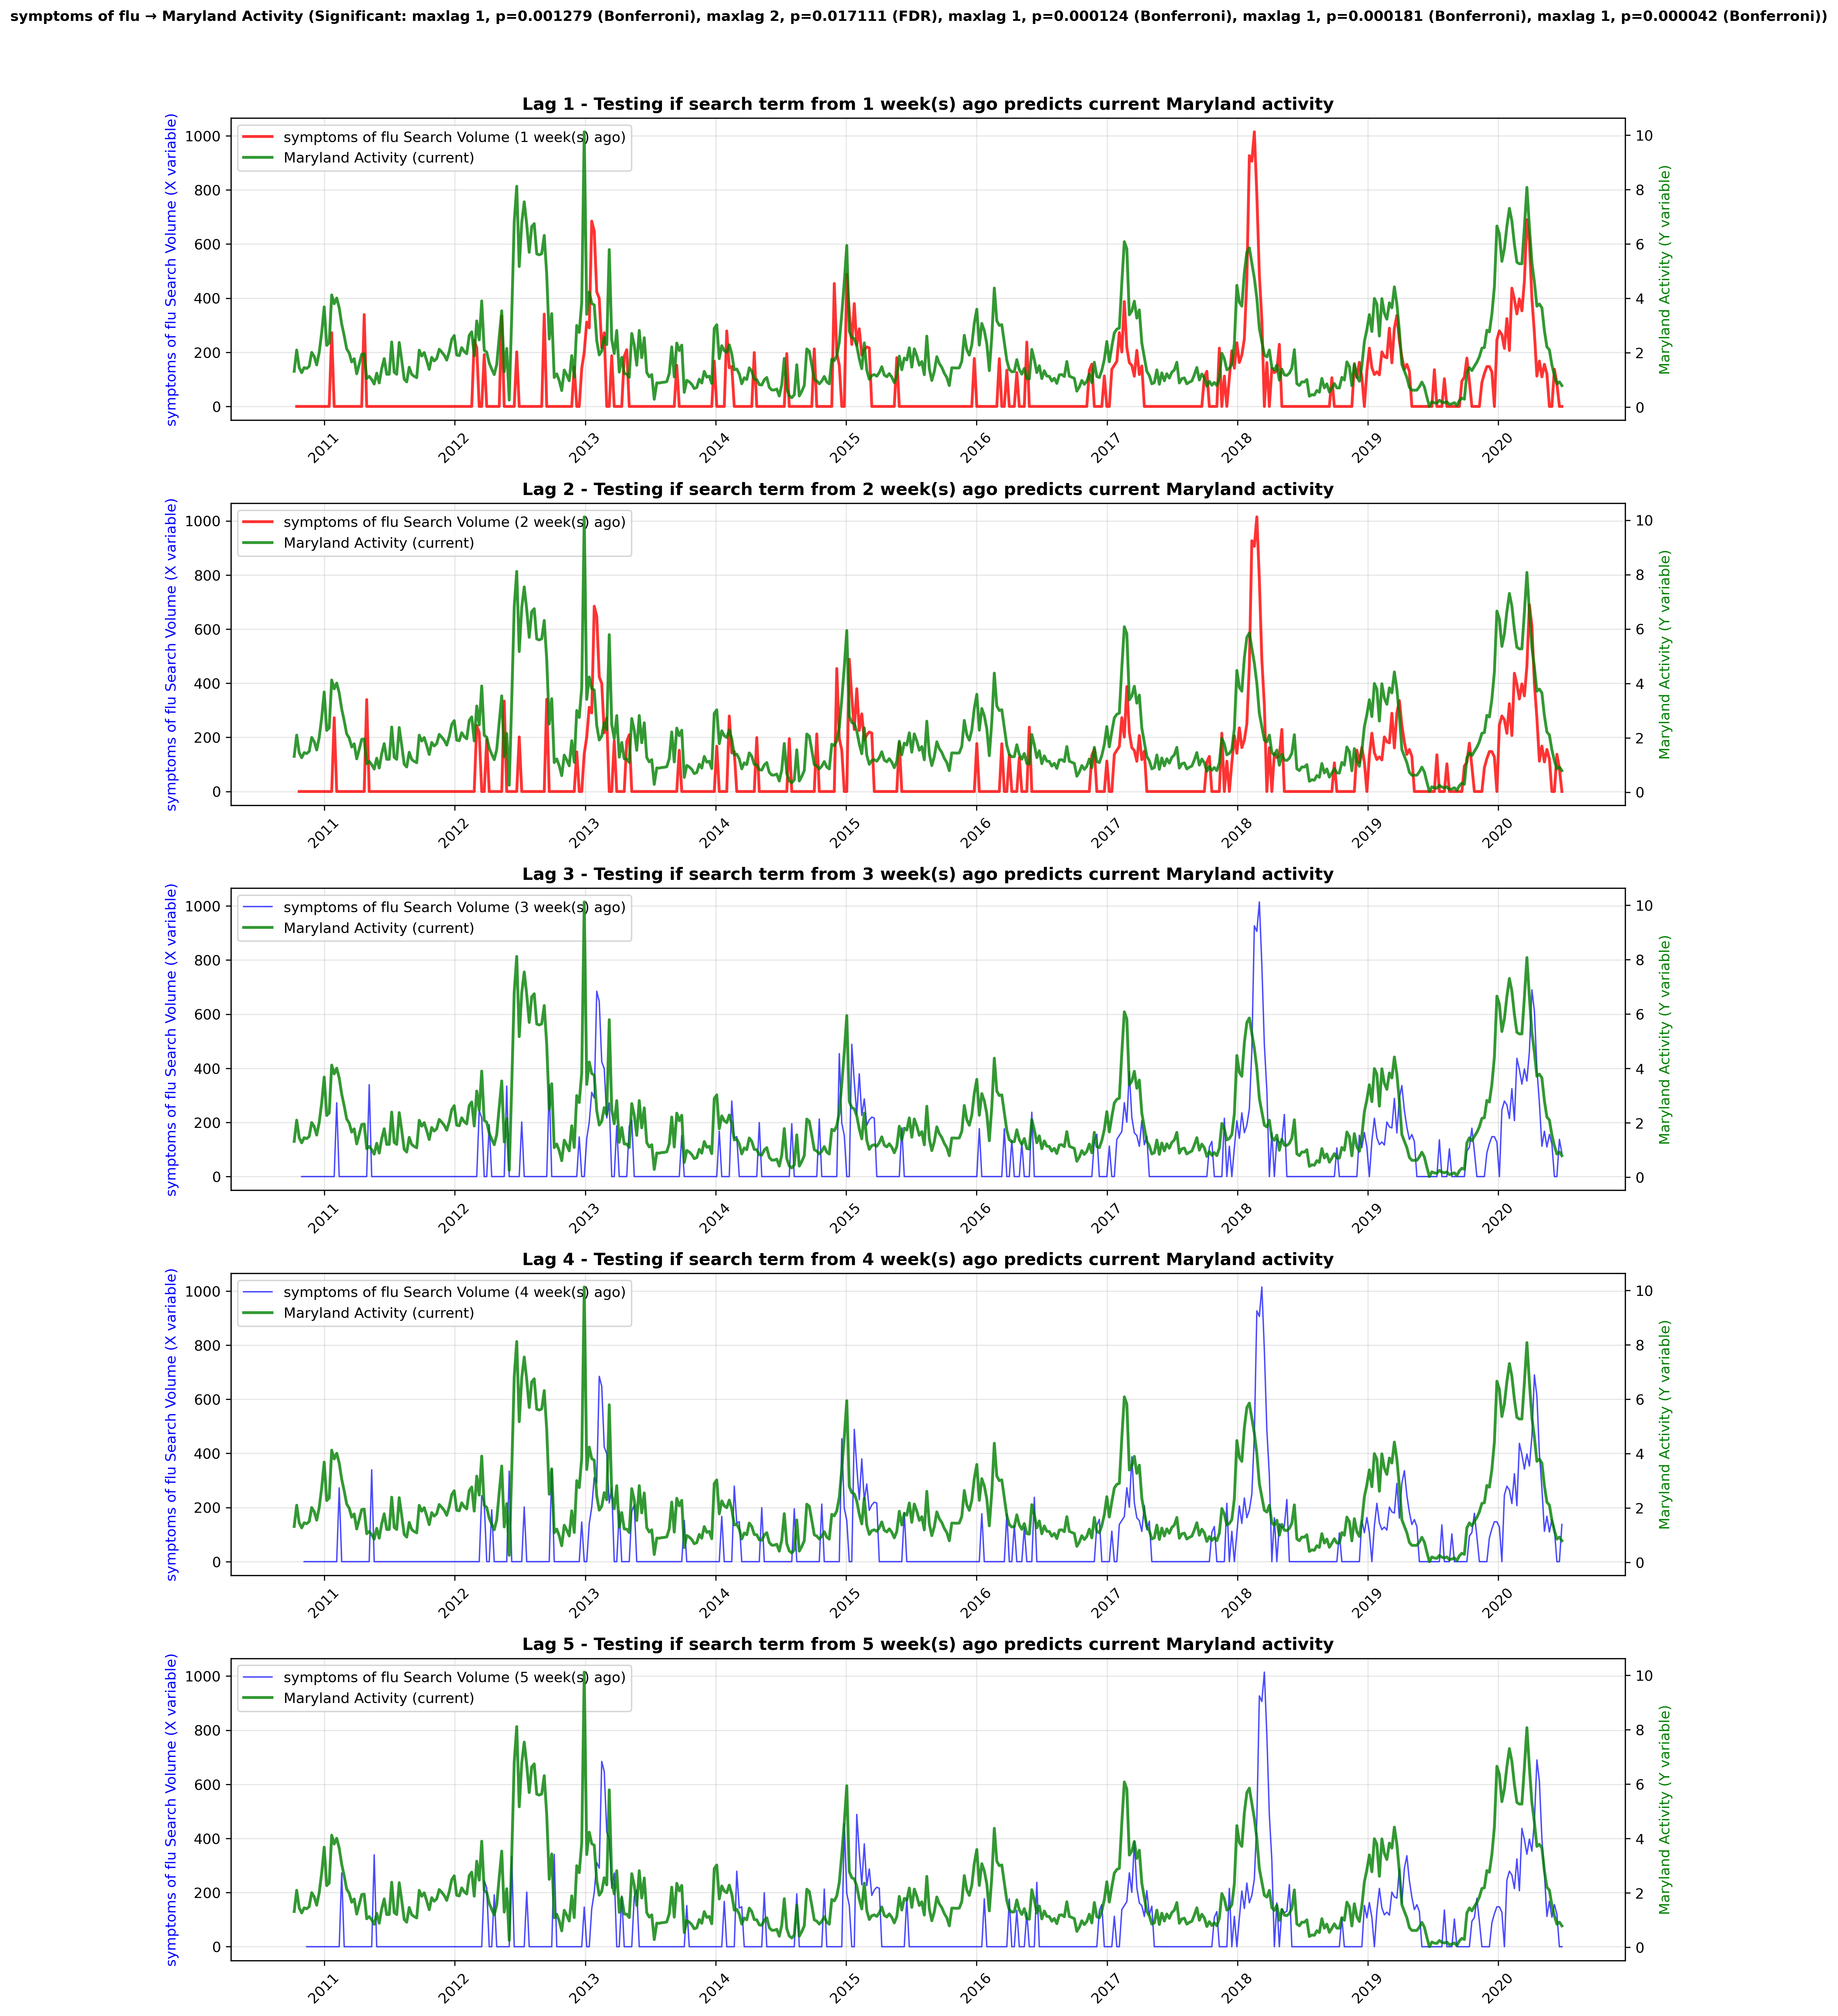 symptoms of flu → Maryland Activity (Significant: maxlag 1, p=0.001279 (Bonferroni), maxlag 2, p=0.017111 (FDR), maxlag 1, p=0.000124 (Bonferroni), maxlag 1, p=0.000181 (Bonferroni), maxlag 1, p=0.000042 (Bonferroni))
Lag 1 - Testing if search term from 1 week(s) ago predicts current Maryland activity
symptoms of flu Search Volume (1 week(s) ago)
Maryland Activity (current)
symptoms of flu Search Volume (X variable)
1000
800
600
400
200
0
10
8
6
4
2
0
Maryland Activity (Y variable)
2011 2012 2013 2014 2015 2016 2017 2018 2019 2020
Lag 2 - Testing if search term from 2 week(s) ago predicts current Maryland activity
symptoms of flu Search Volume (2 week(s) ago)
Maryland Activity (current)
symptoms of flu Search Volume (X variable)
1000
800
600
400
200
0
10
8
6
4
2
0
Maryland Activity (Y variable)
2011 2012 2013 2014 2015 2016 2017 2018 2019 2020
Lag 3 - Testing if search term from 3 week(s) ago predicts current Maryland activity
symptoms of flu Search Volume (3 week(s) ago)
Maryland Activity (current)
symptoms of flu Search Volume (X variable)
1000
800
600
400
200
0
10
8
6
4
2
0
Maryland Activity (Y variable)
2011 2012 2013 2014 2015 2016 2017 2018 2019 2020
Lag 4 - Testing if search term from 4 week(s) ago predicts current Maryland activity
symptoms of flu Search Volume (4 week(s) ago)
Maryland Activity (current)
symptoms of flu Search Volume (X variable)
1000
800
600
400
200
0
10
8
6
4
2
0
Maryland Activity (Y variable)
2011 2012 2013 2014 2015 2016 2017 2018 2019 2020
Lag 5 - Testing if search term from 5 week(s) ago predicts current Maryland activity
symptoms of flu Search Volume (5 week(s) ago)
Maryland Activity (current)
symptoms of flu Search Volume (X variable)
1000
800
600
400
200
0
10
8
6
4
2
0
Maryland Activity (Y variable)
2011 2012 2013 2014 2015 2016 2017 2018 2019 2020